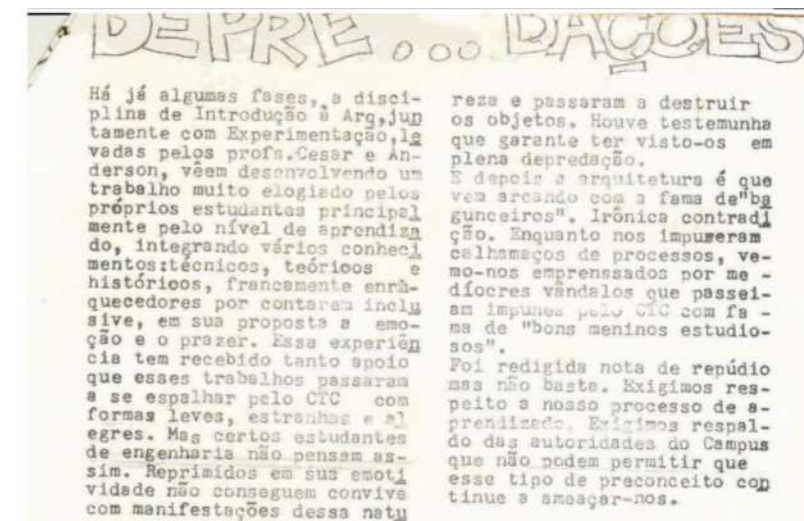 DEPRE... DAÇÕES
Há já algumas fases, a disci-
plina de Introdução à Arq,jun
tamente com Experimentação,le
vadas pelos profs.Cesar e An-
derson, vêem desenvolvendo um
trabalho muito elogiado pelos
próprios estudantes principal
mente pelo nível de aprendiza
do, integrando vários conheci
mentos:técnicos, teóricos e
históricos, francamente enri-
quecedores por contarem inclu
sive, em sua proposta a emo-
ção e o prazer. Essa experiên
cia tem recebido tanto apoio
que esses trabalhos passaram
a se espalhar pelo CTC com
formas leves, estranhas e al
egres. Mas certos estudantes
de engenharia não pensam as-
sim. Reprimidos em sua emoti
vidade não conseguem convive
com manifestações dessa natu
reza e passaram a destruir
os objetos. Houve testemunha
que garante ter visto-os em
plena depredação.
E depois a arquitetura é que
vem arcando com a fama de"ba
gunceiros". Irônica contradi
ção. Enquanto nos impuseram
calhamaços de processos, ve-
mo-nos emprenssados por me -
díocres vândalos que passei-
am impunes pelo CTC com fa -
ma de "bons meninos estudio-
sos".
Foi redigida nota de repúdio
mas não basta. Exigimos res-
peito a nosso processo de a-
prendizado. Exigimos respal-
do das autoridades do Campus
que não podem permitir que
esse tipo de preconceito con
tinue a ameaçar-nos.